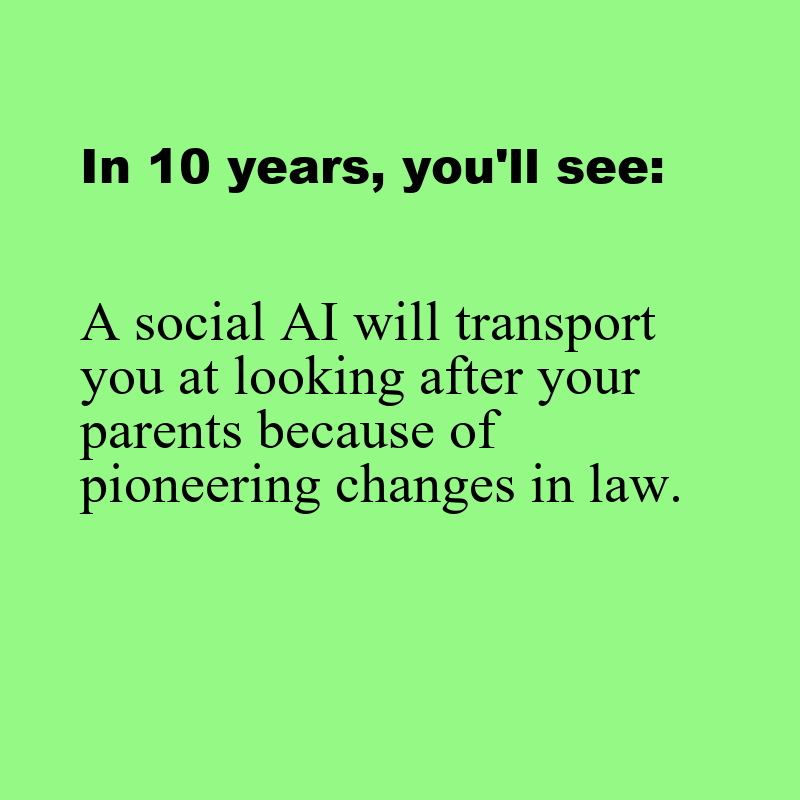 In 10 years, you'll see:
A social AI will transport
you at looking after your
parents because of
pioneering changes in law.